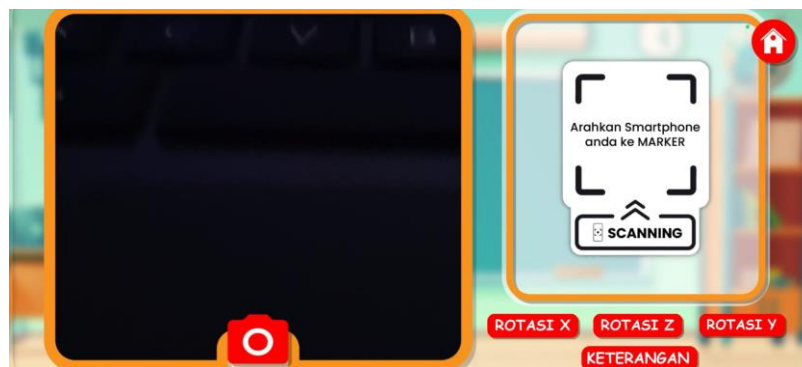 Arahkan Smartphone
anda ke MARKER
SCANNING
ROTASI X
ROTASI Z
ROTASI Y
KETERANGAN